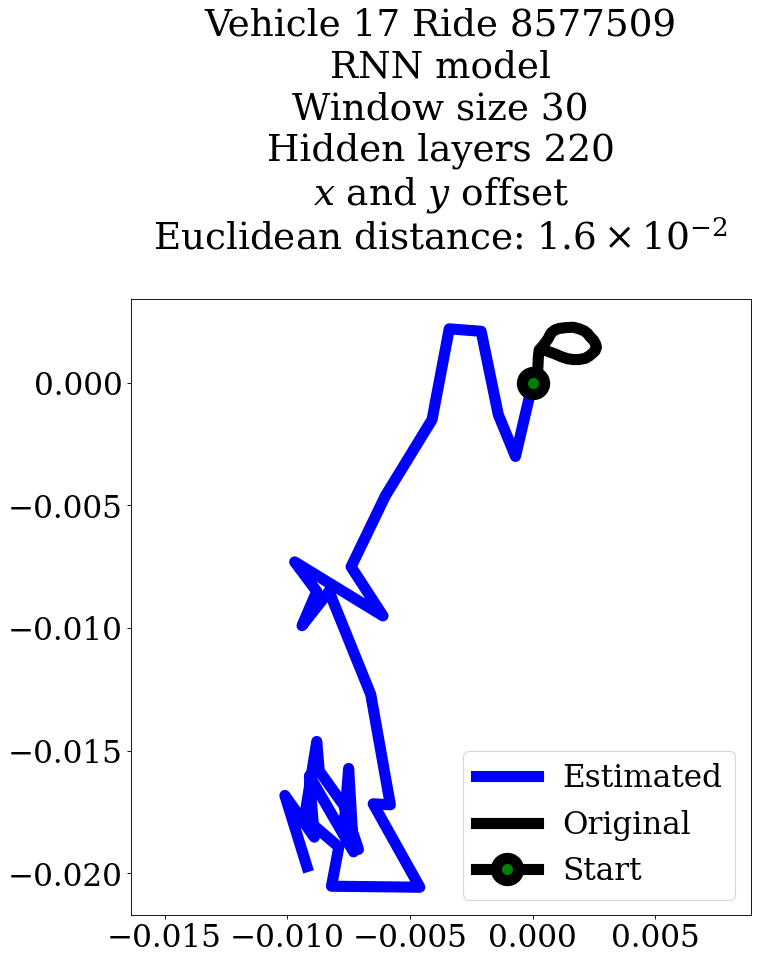 Vehicle 17 Ride 8577509
RNN model
Window size 30
Hidden layers 220
x and y offset
Euclidean distance: 1.6 × 10⁻²
0.000
−0.005
−0.010
−0.015
−0.020
Estimated
Original
Start
−0.015 −0.010 −0.005 0.000 0.005